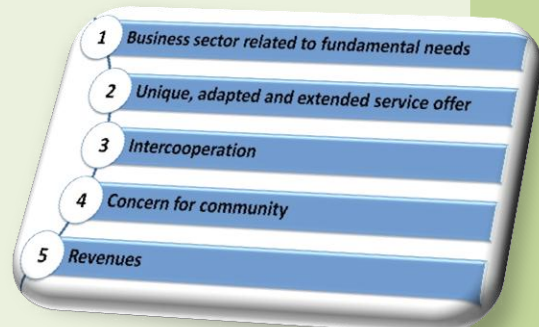 1 Business sector related to fundamental needs
2 Unique, adapted and extended service offer
3 Intercooperation
4 Concern for community
5 Revenues